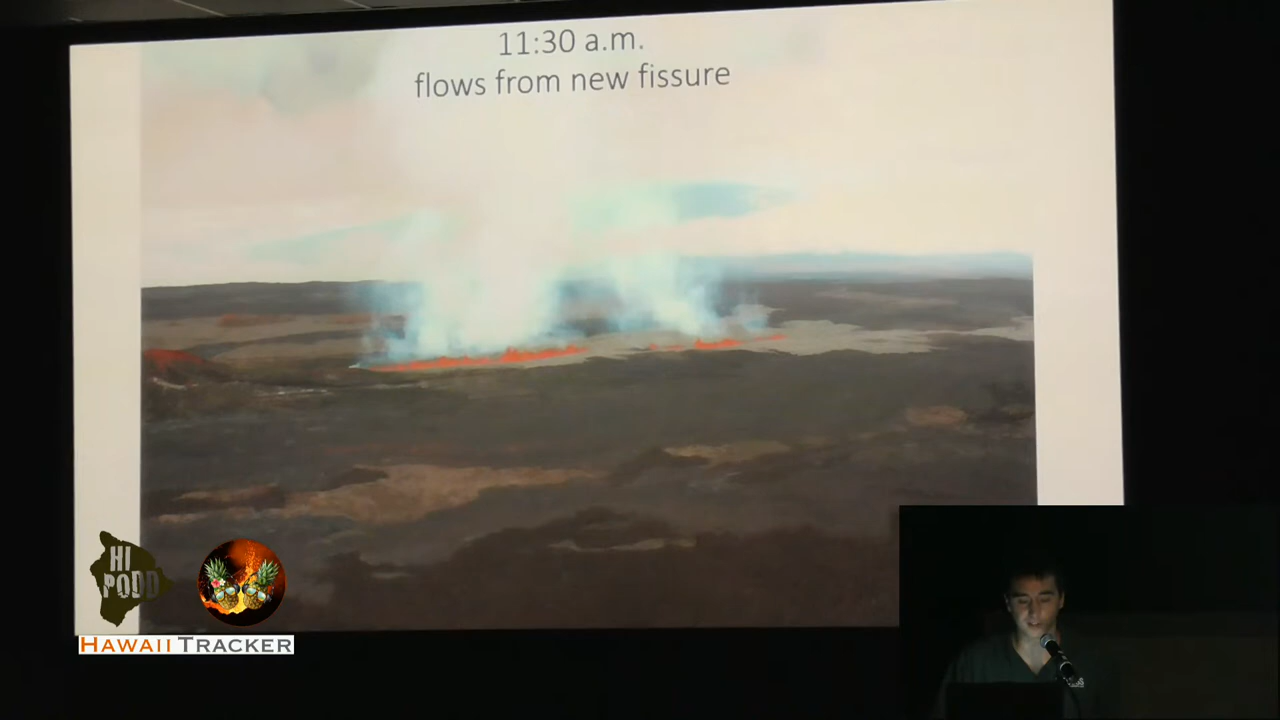 11:30 a.m.
flows from new fissure
HI
PODD
HAWAII TRACKER